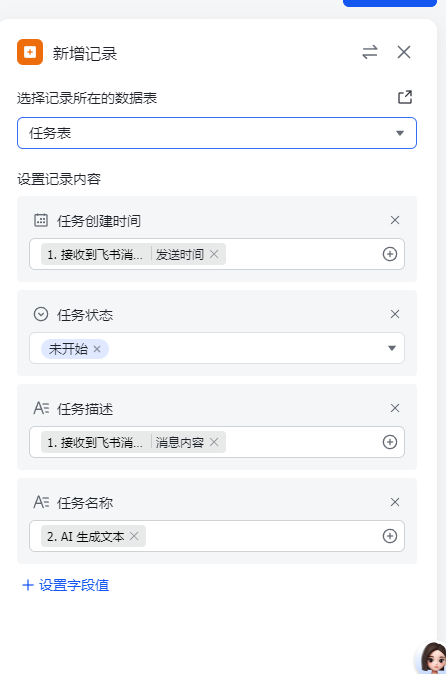 新增记录
选择记录所在的数据表
任务表
设置记录内容
任务创建时间
1. 接收到飞书消... 发送时间
任务状态
未开始
任务描述
1. 接收到飞书消... 消息内容
任务名称
2. AI 生成文本
设置字段值